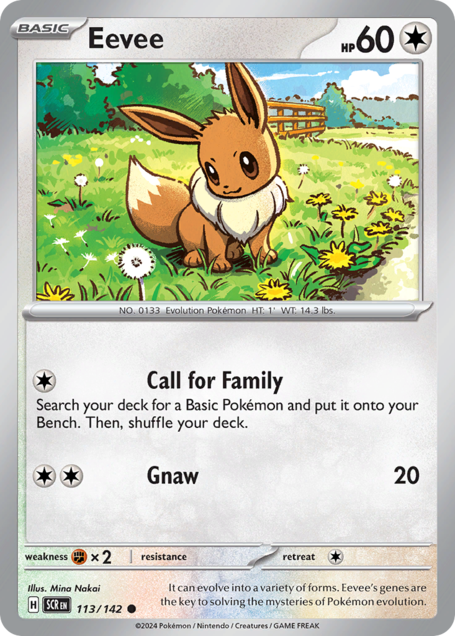 BASIC
Eevee
HP 60
NO. 0133 Evolution Pokémon HT: 1' WT: 14.3 lbs.
Call for Family
Search your deck for a Basic Pokémon and put it onto your
Bench. Then, shuffle your deck.
Gnaw 20
weakness ×2 resistance retreat
Illus. Mina Nakai
It can evolve into a variety of forms. Eevee's genes are
the key to solving the mysteries of Pokémon evolution.
H SCR EN 113/142
©2024 Pokémon / Nintendo / Creatures / GAME FREAK